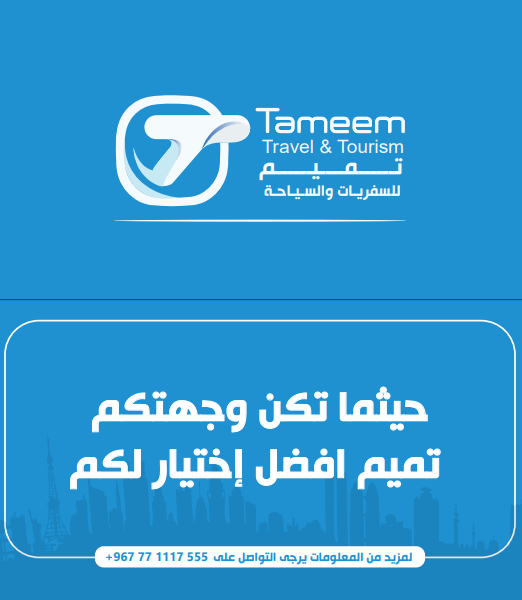 Tameem
Travel & Tourism
تـــمـــيـــم
للسفريات والسياحة
حيثما تكن وجهتكم
تميم افضل إختيار لكم
لمزيد من المعلومات يرجى التواصل على 555 1117 77 967+